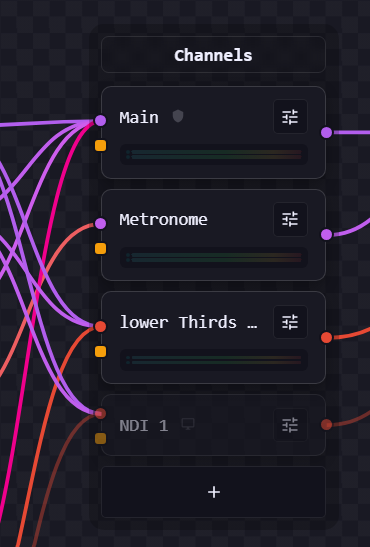 Channels
Main
Metronome
lower Thirds …
NDI 1
+